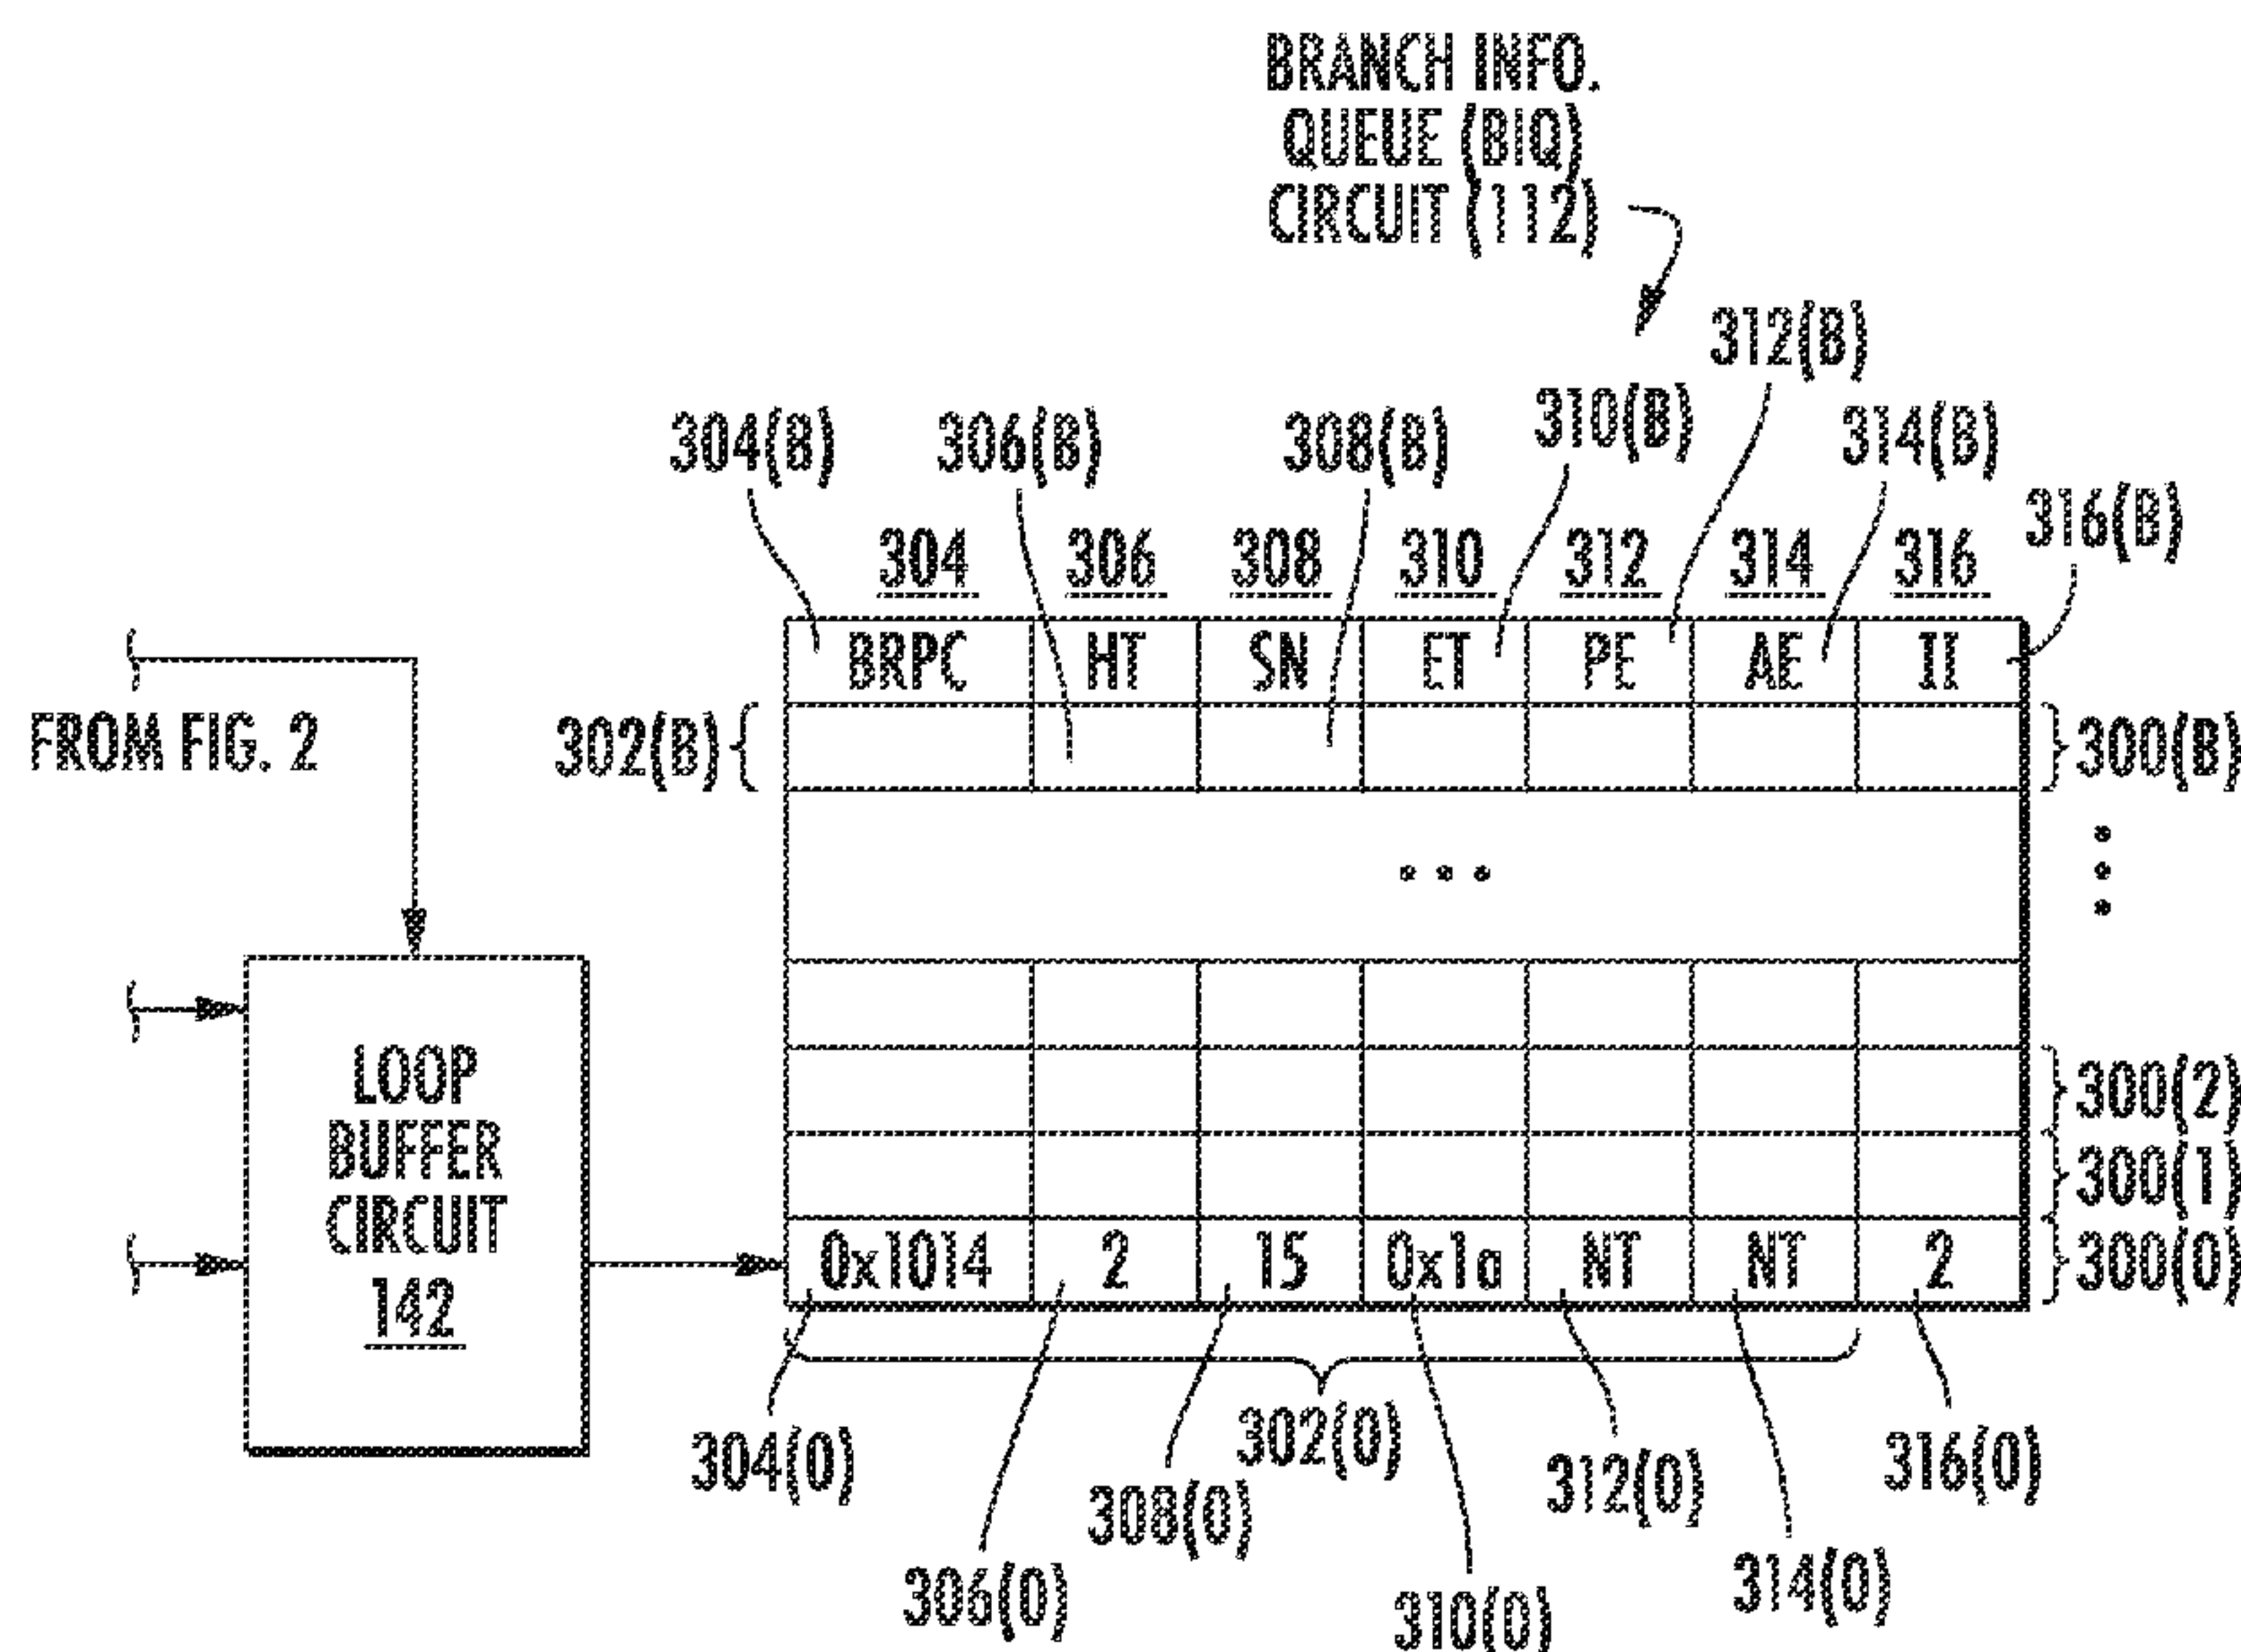 BRANCH INFO.
QUEUE (BIQ)
CIRCUIT (112)
312(B)
310(B)
304(B) 306(B) 308(B) 314(B)
316(B)
304 306 308 310 312 314 316
BRPC HT SN ET PE AE II
FROM FIG. 2
302(B) 300(B)
LOOP
BUFFER
CIRCUIT
142
300(2)
300(1)
0x1014 2 15 0x1a NT NT 2 300(0)
304(0) 302(0) 312(0) 316(0)
308(0)
306(0) 310(0) 314(0)